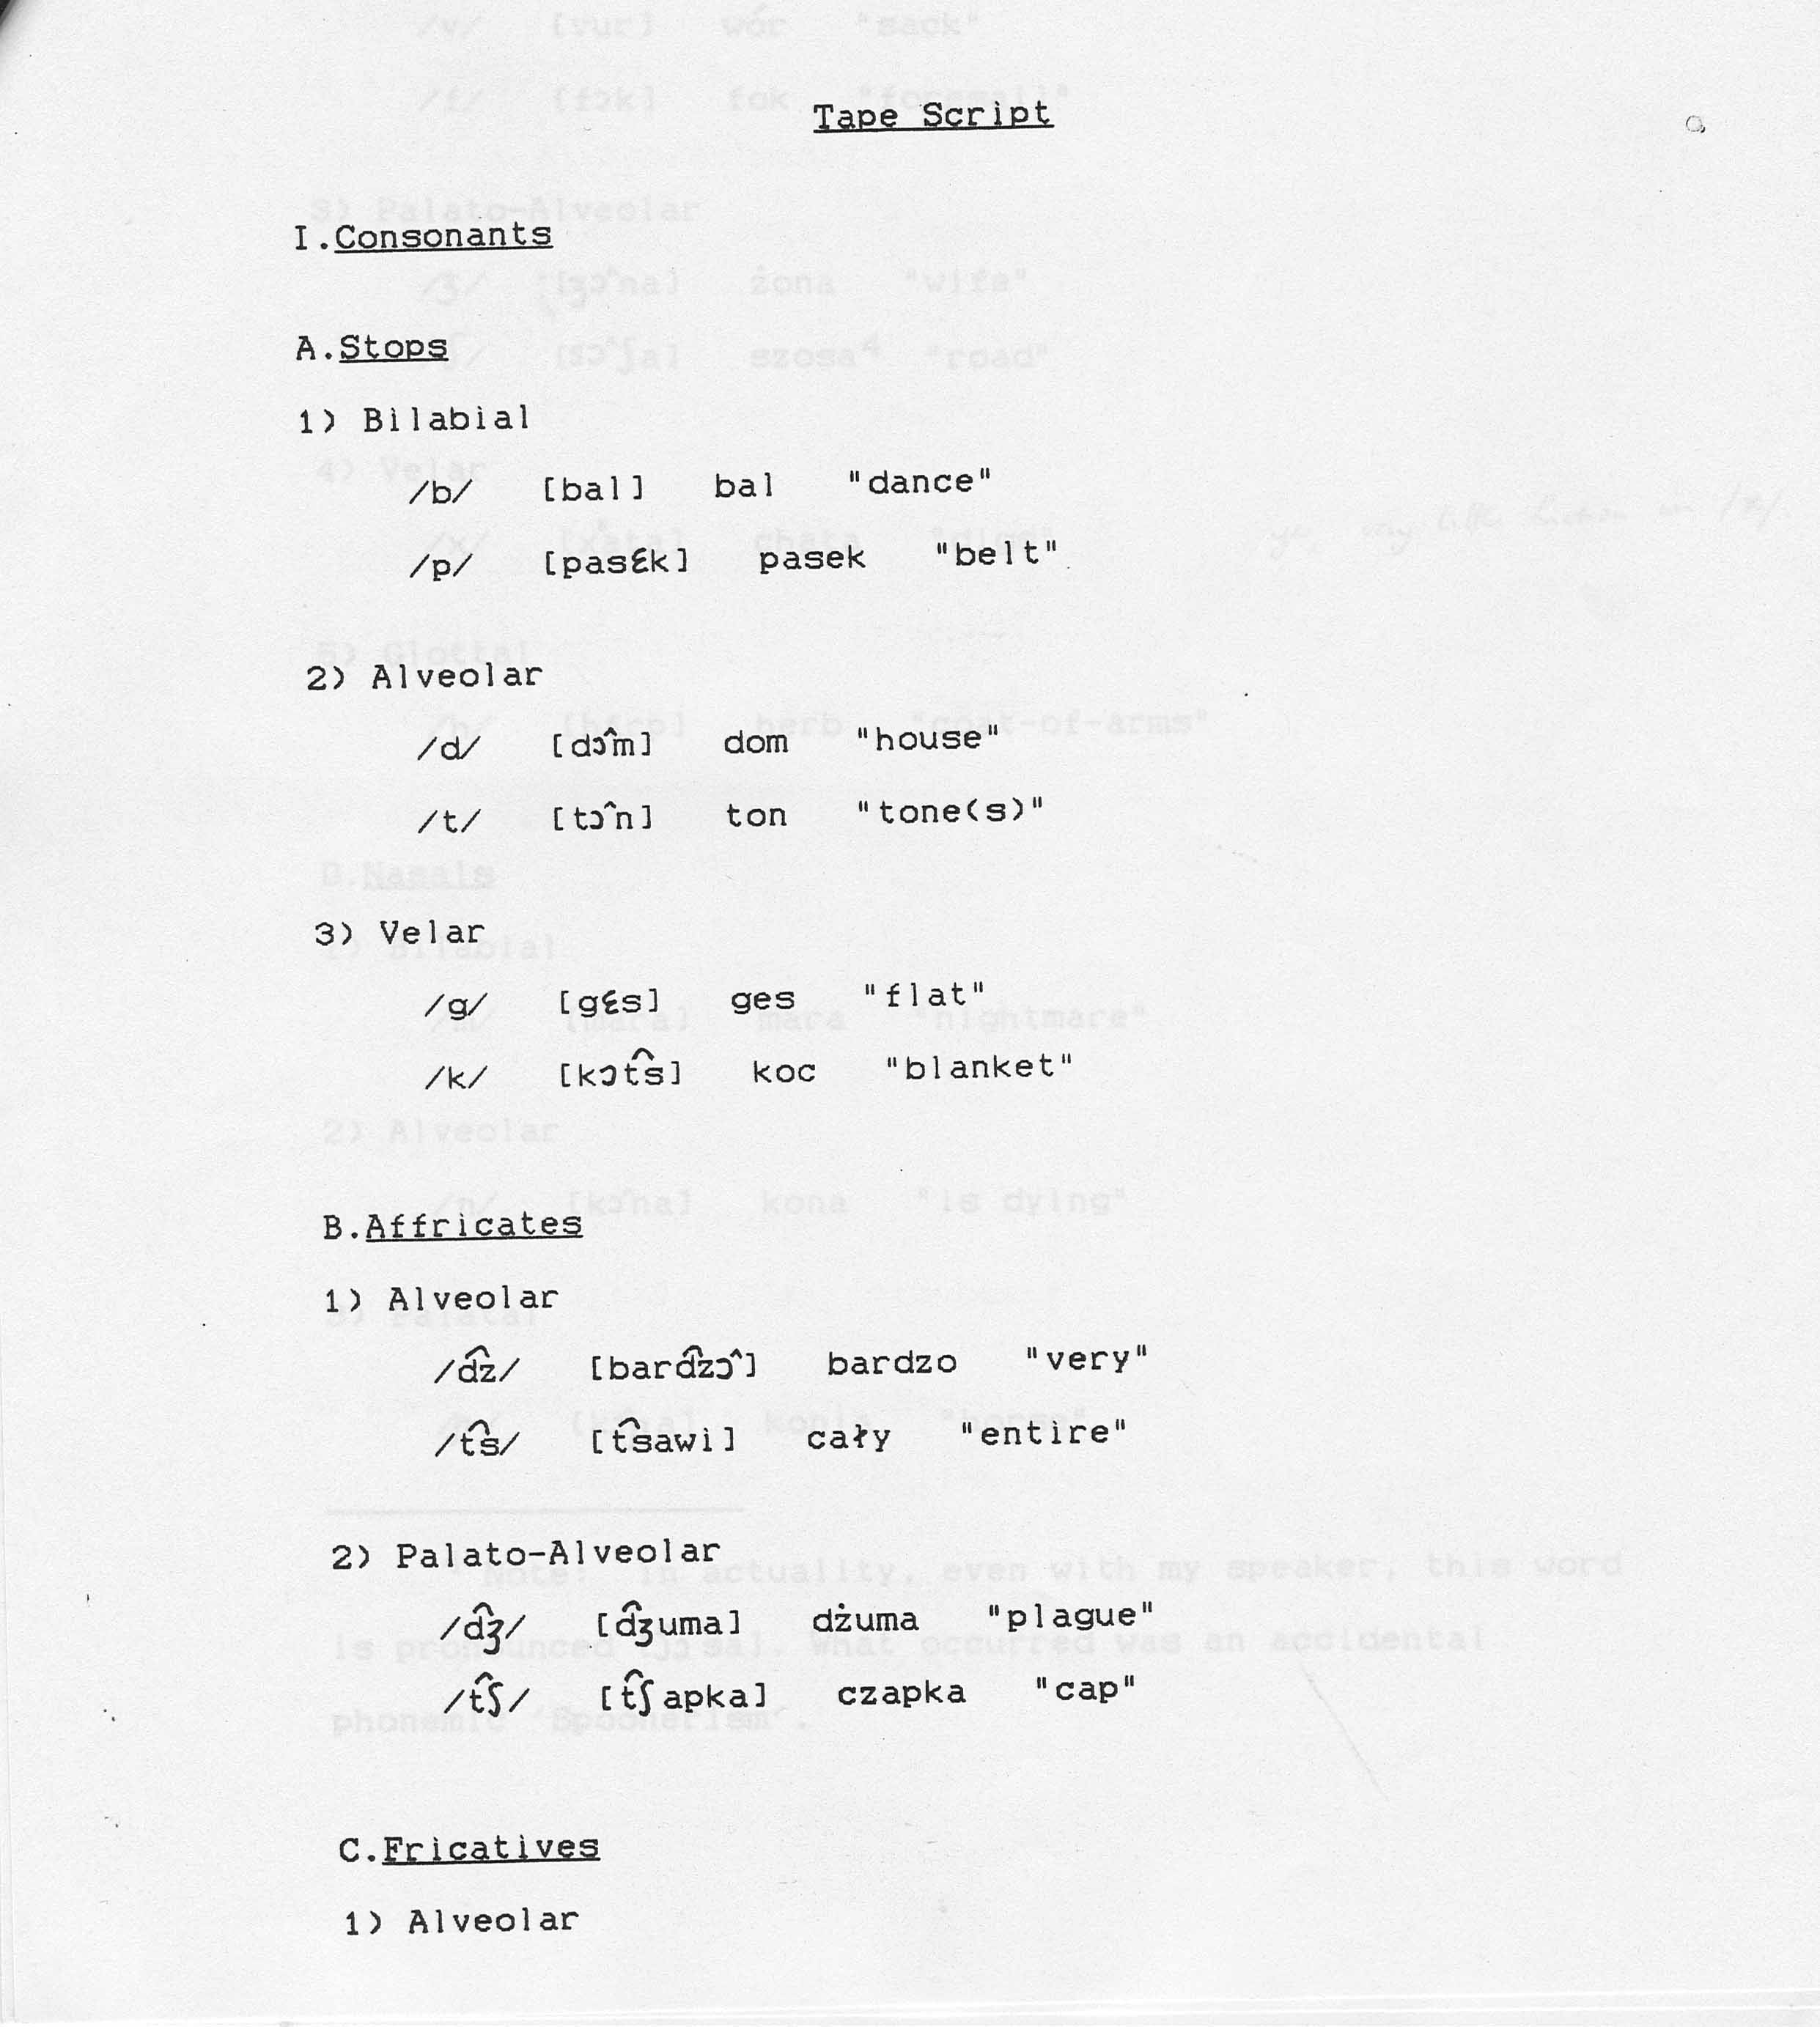 Tape Script
I.Consonants
A.Stops
1) Bilabial
/b/ [bal] bal "dance"
/p/ [pasɛk] pasek "belt"
2) Alveolar
/d/ [dɔ^m] dom "house"
/t/ [tɔ^n] ton "tone(s)"
3) Velar
/g/ [gɛs] ges "flat"
/k/ [kɔt͡s] koc "blanket"
B.Affricates
1) Alveolar
/d͡z/ [bard͡zɔ^] bardzo "very"
/t͡s/ [t͡sawi] cały "entire"
2) Palato-Alveolar
/d͡ʒ/ [d͡ʒuma] dżuma "plague"
/t͡ʃ/ [t͡ʃapka] czapka "cap"
C.Fricatives
1) Alveolar